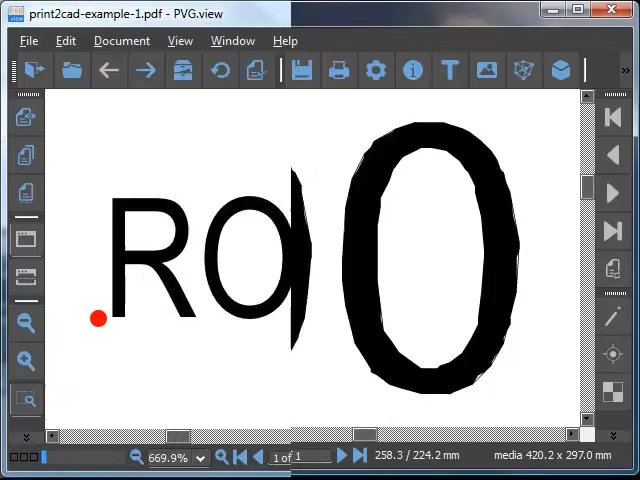 print2cad-example-1.pdf - PVG.view
File Edit Document View Window Help
.RO O
669.9% 1 of 1 258.3 / 224.2 mm media 420.2 x 297.0 mm